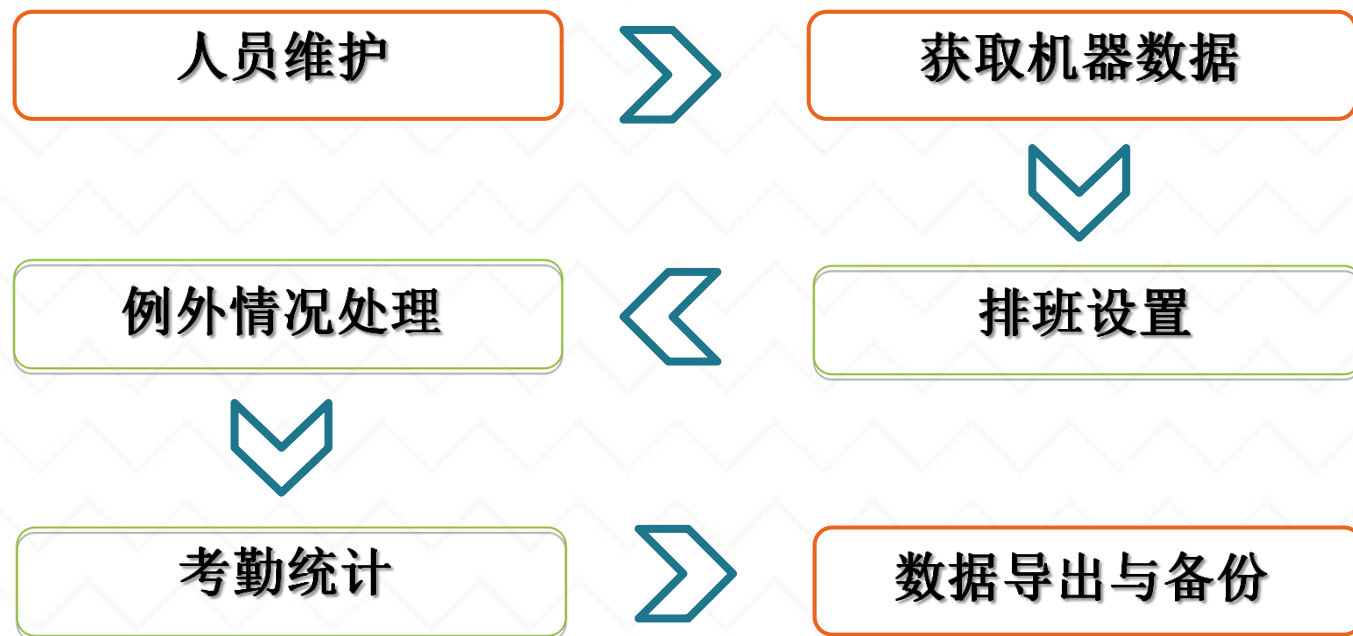 人员维护
获取机器数据
排班设置
例外情况处理
考勤统计
数据导出与备份